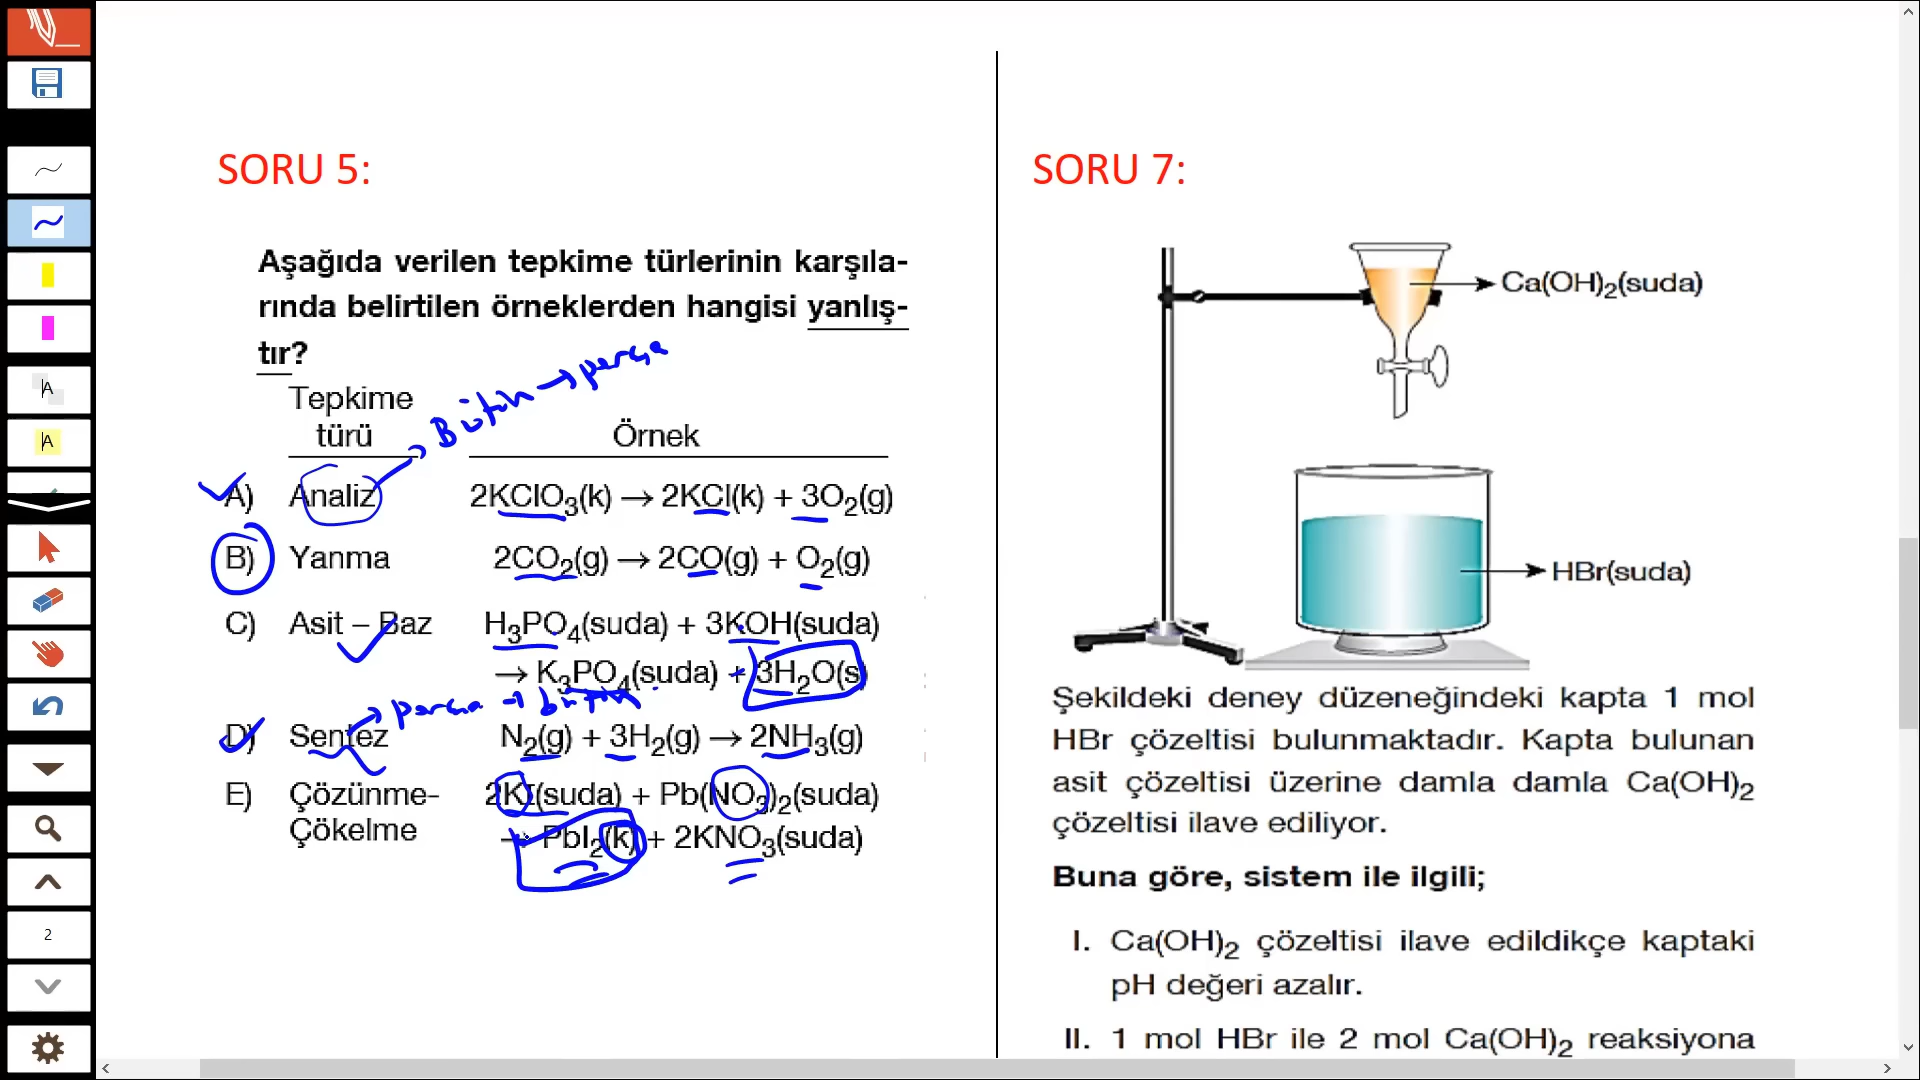 SORU 5:
Aşağıda verilen tepkime türlerinin karşıla-
rında belirtilen örneklerden hangisi yanlış-
tır?
Bütün → parça
Tepkime
türü
Örnek
A) Analiz 2KClO₃(k) → 2KCl(k) + 3O₂(g)
B) Yanma 2CO₂(g) → 2CO(g) + O₂(g)
C) Asit – Baz H₃PO₄(suda) + 3KOH(suda)
→ K₃PO₄(suda) + 3H₂O(s)
parça → bütün
D) Sentez N₂(g) + 3H₂(g) → 2NH₃(g)
E) Çözünme- 2KI(suda) + Pb(NO₃)₂(suda)
Çökelme → PbI₂(k) + 2KNO₃(suda)
SORU 7:
Ca(OH)₂(suda)
HBr(suda)
Şekildeki deney düzeneğindeki kapta 1 mol
HBr çözeltisi bulunmaktadır. Kapta bulunan
asit çözeltisi üzerine damla damla Ca(OH)₂
çözeltisi ilave ediliyor.
Buna göre, sistem ile ilgili;
I. Ca(OH)₂ çözeltisi ilave edildikçe kaptaki
pH değeri azalır.
II. 1 mol HBr ile 2 mol Ca(OH)₂ reaksiyona
A
A
2